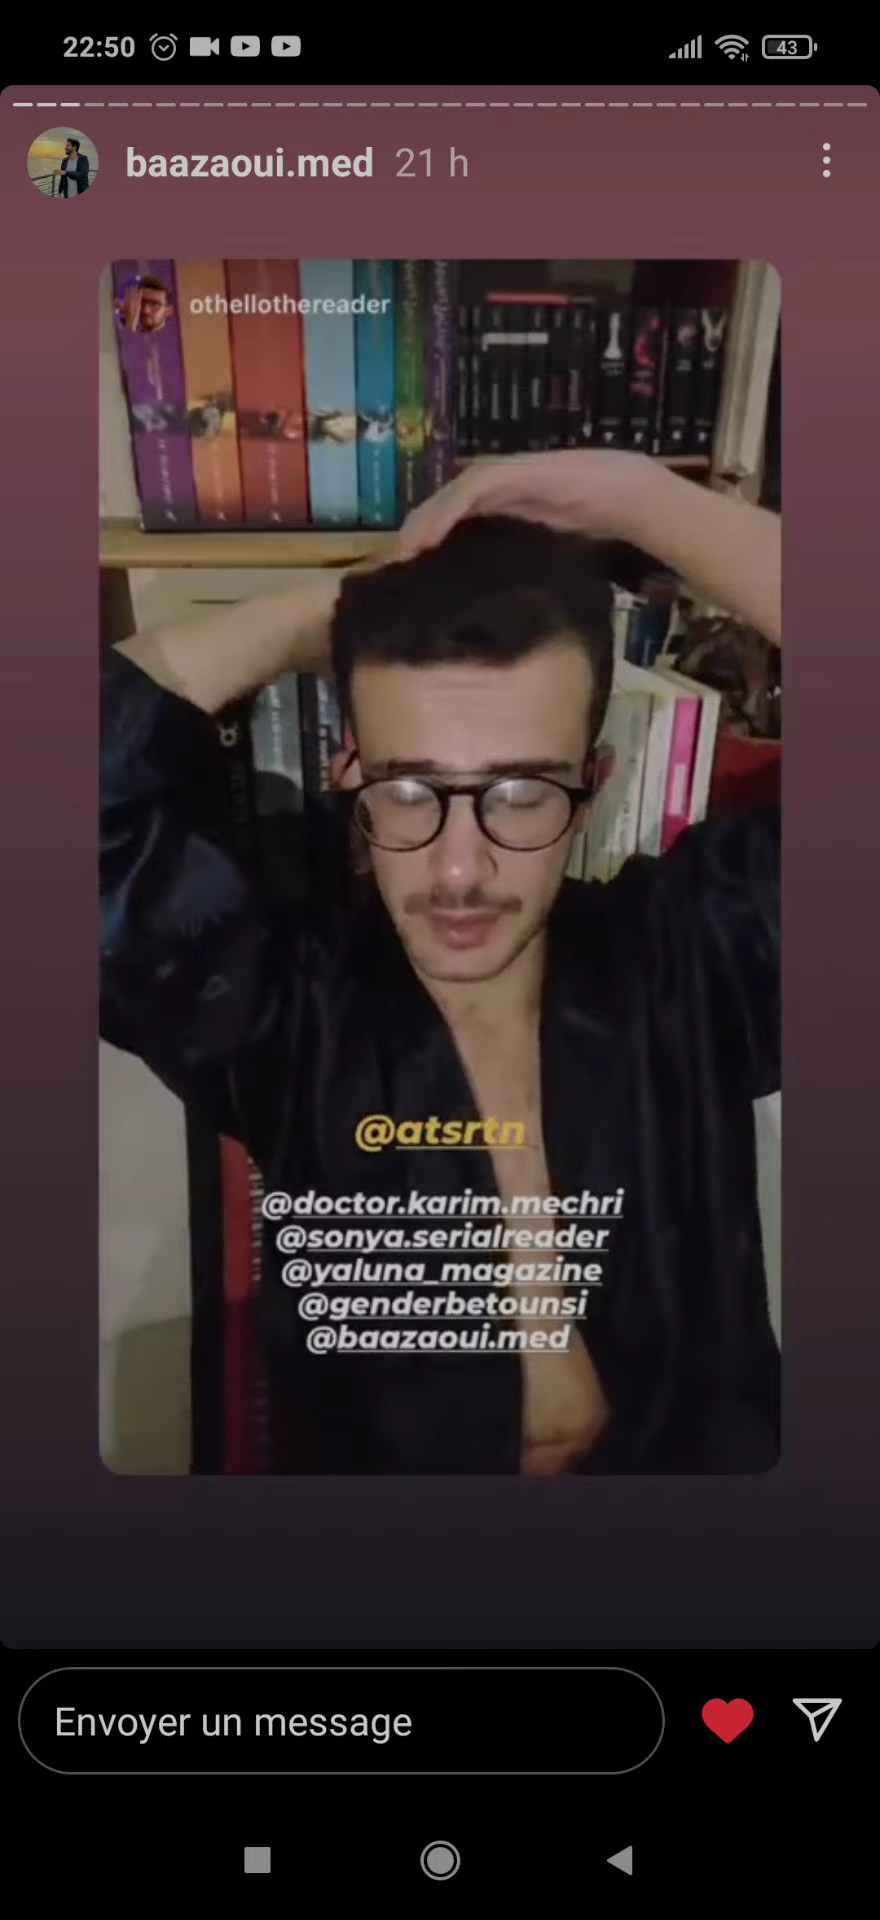 22:50
43
baazaoui.med 21 h
othellothereader
@atsrtn
@doctor.karim.mechri
@sonya.serialreader
@yaluna_magazine
@genderbetounsi
@baazaoui.med
Envoyer un message